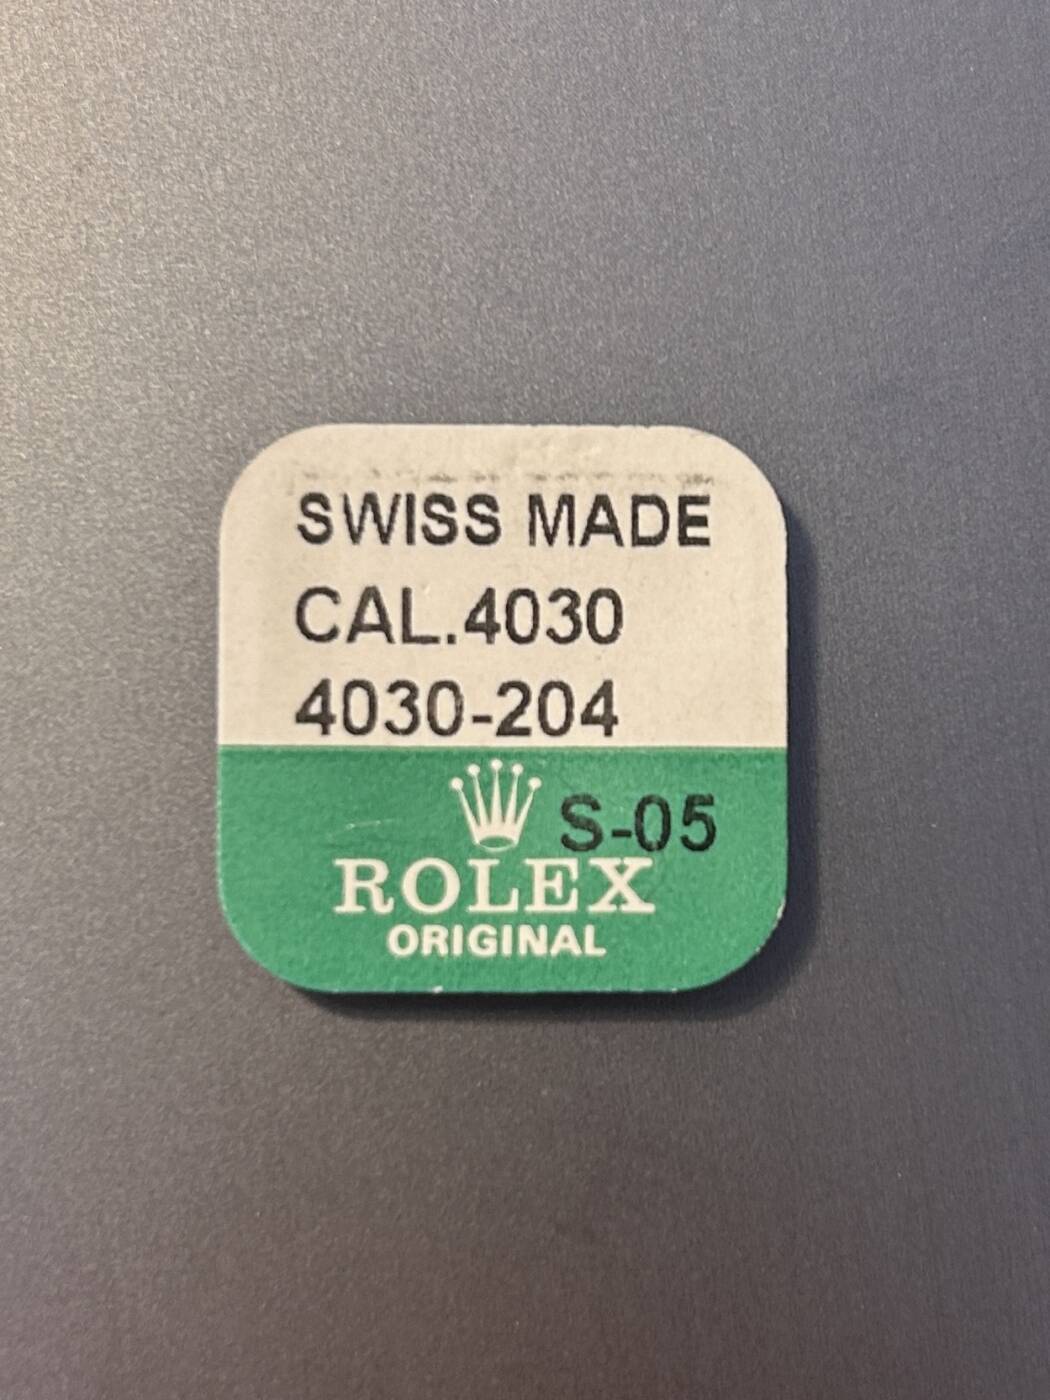 SWISS MADE
CAL.4030
4030-204
S-05
ROLEX
ORIGINAL